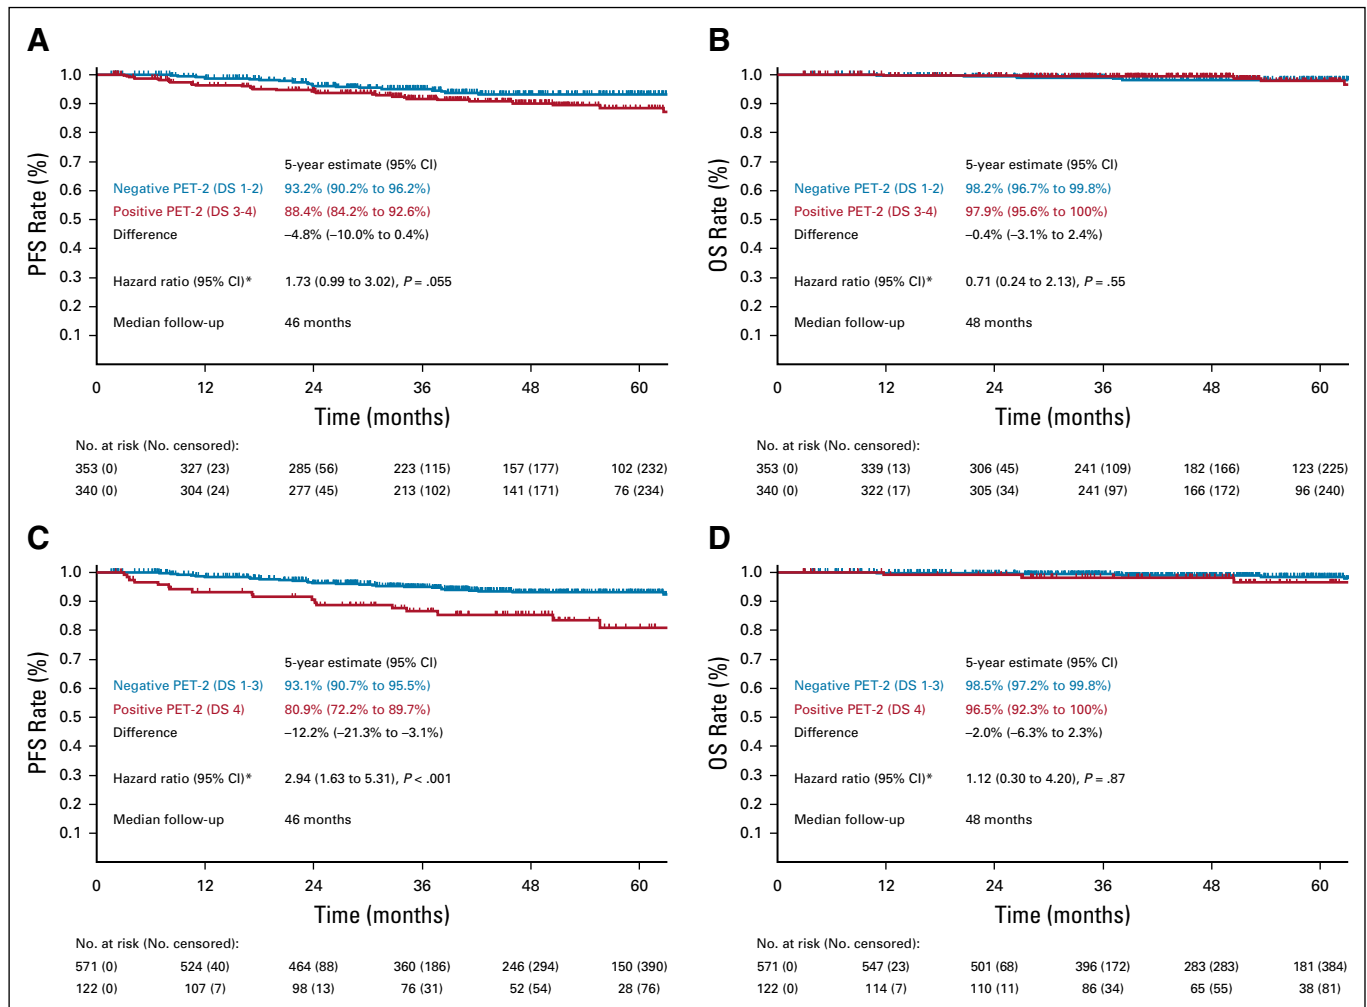 A
PFS Rate (%)
1.0
0.9
0.8
0.7
0.6
0.5
0.4
0.3
0.2
0.1
5-year estimate (95% CI)
Negative PET-2 (DS 1-2) 93.2% (90.2% to 96.2%)
Positive PET-2 (DS 3-4) 88.4% (84.2% to 92.6%)
Difference –4.8% (–10.0% to 0.4%)
Hazard ratio (95% CI)* 1.73 (0.99 to 3.02), P = .055
Median follow-up 46 months
0 12 24 36 48 60
Time (months)
No. at risk (No. censored):
353 (0) 327 (23) 285 (56) 223 (115) 157 (177) 102 (232)
340 (0) 304 (24) 277 (45) 213 (102) 141 (171) 76 (234)
B
OS Rate (%)
1.0
0.9
0.8
0.7
0.6
0.5
0.4
0.3
0.2
0.1
5-year estimate (95% CI)
Negative PET-2 (DS 1-2) 98.2% (96.7% to 99.8%)
Positive PET-2 (DS 3-4) 97.9% (95.6% to 100%)
Difference –0.4% (–3.1% to 2.4%)
Hazard ratio (95% CI)* 0.71 (0.24 to 2.13), P = .55
Median follow-up 48 months
0 12 24 36 48 60
Time (months)
No. at risk (No. censored):
353 (0) 339 (13) 306 (45) 241 (109) 182 (166) 123 (225)
340 (0) 322 (17) 305 (34) 241 (97) 166 (172) 96 (240)
C
PFS Rate (%)
1.0
0.9
0.8
0.7
0.6
0.5
0.4
0.3
0.2
0.1
5-year estimate (95% CI)
Negative PET-2 (DS 1-3) 93.1% (90.7% to 95.5%)
Positive PET-2 (DS 4) 80.9% (72.2% to 89.7%)
Difference –12.2% (–21.3% to –3.1%)
Hazard ratio (95% CI)* 2.94 (1.63 to 5.31), P < .001
Median follow-up 46 months
0 12 24 36 48 60
Time (months)
No. at risk (No. censored):
571 (0) 524 (40) 464 (88) 360 (186) 246 (294) 150 (390)
122 (0) 107 (7) 98 (13) 76 (31) 52 (54) 28 (76)
D
OS Rate (%)
1.0
0.9
0.8
0.7
0.6
0.5
0.4
0.3
0.2
0.1
5-year estimate (95% CI)
Negative PET-2 (DS 1-3) 98.5% (97.2% to 99.8%)
Positive PET-2 (DS 4) 96.5% (92.3% to 100%)
Difference –2.0% (–6.3% to 2.3%)
Hazard ratio (95% CI)* 1.12 (0.30 to 4.20), P = .87
Median follow-up 48 months
0 12 24 36 48 60
Time (months)
No. at risk (No. censored):
571 (0) 547 (23) 501 (68) 396 (172) 283 (283) 181 (384)
122 (0) 114 (7) 110 (11) 86 (34) 65 (55) 38 (81)